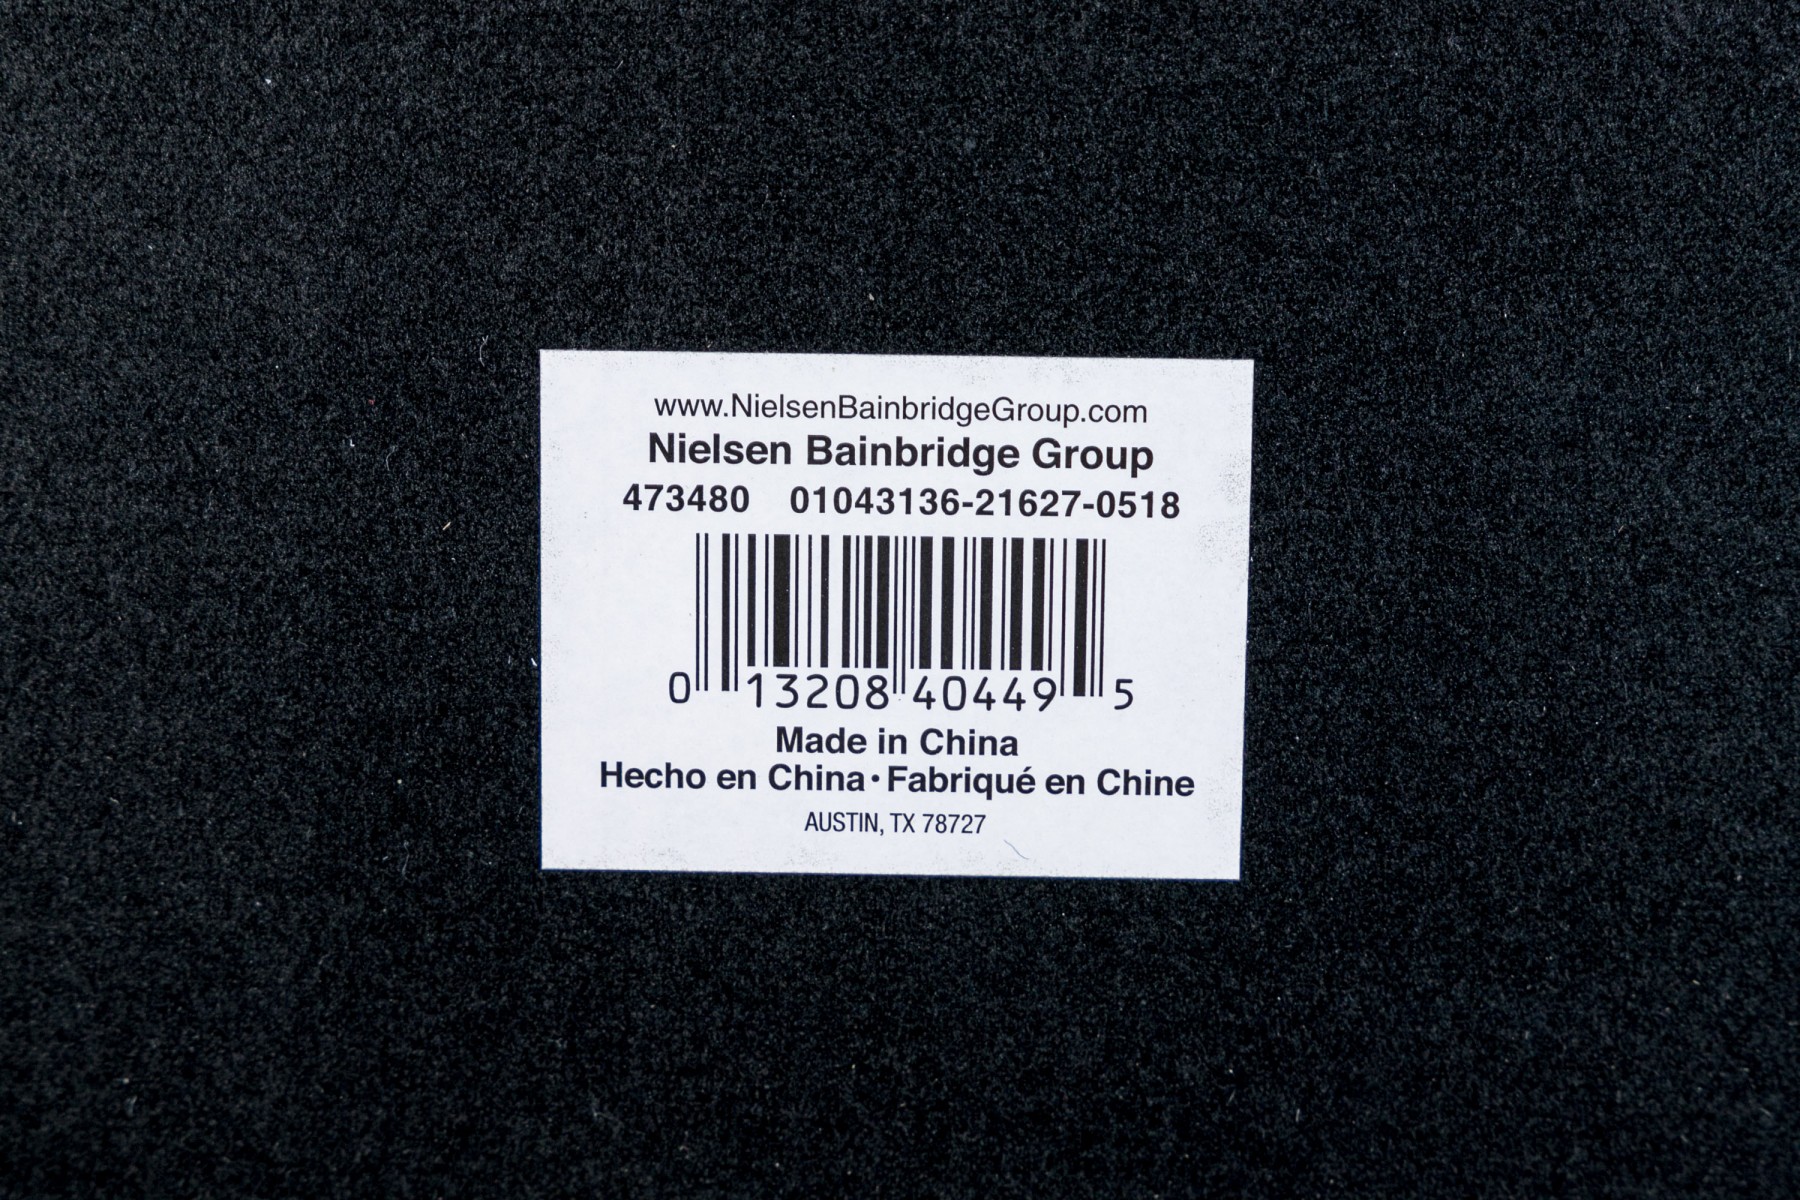 www.NielsenBainbridgeGroup.com
Nielsen Bainbridge Group
473480 01043136-21627-0518
0 13208 40449 5
Made in China
Hecho en China • Fabriqué en Chine
AUSTIN, TX 78727